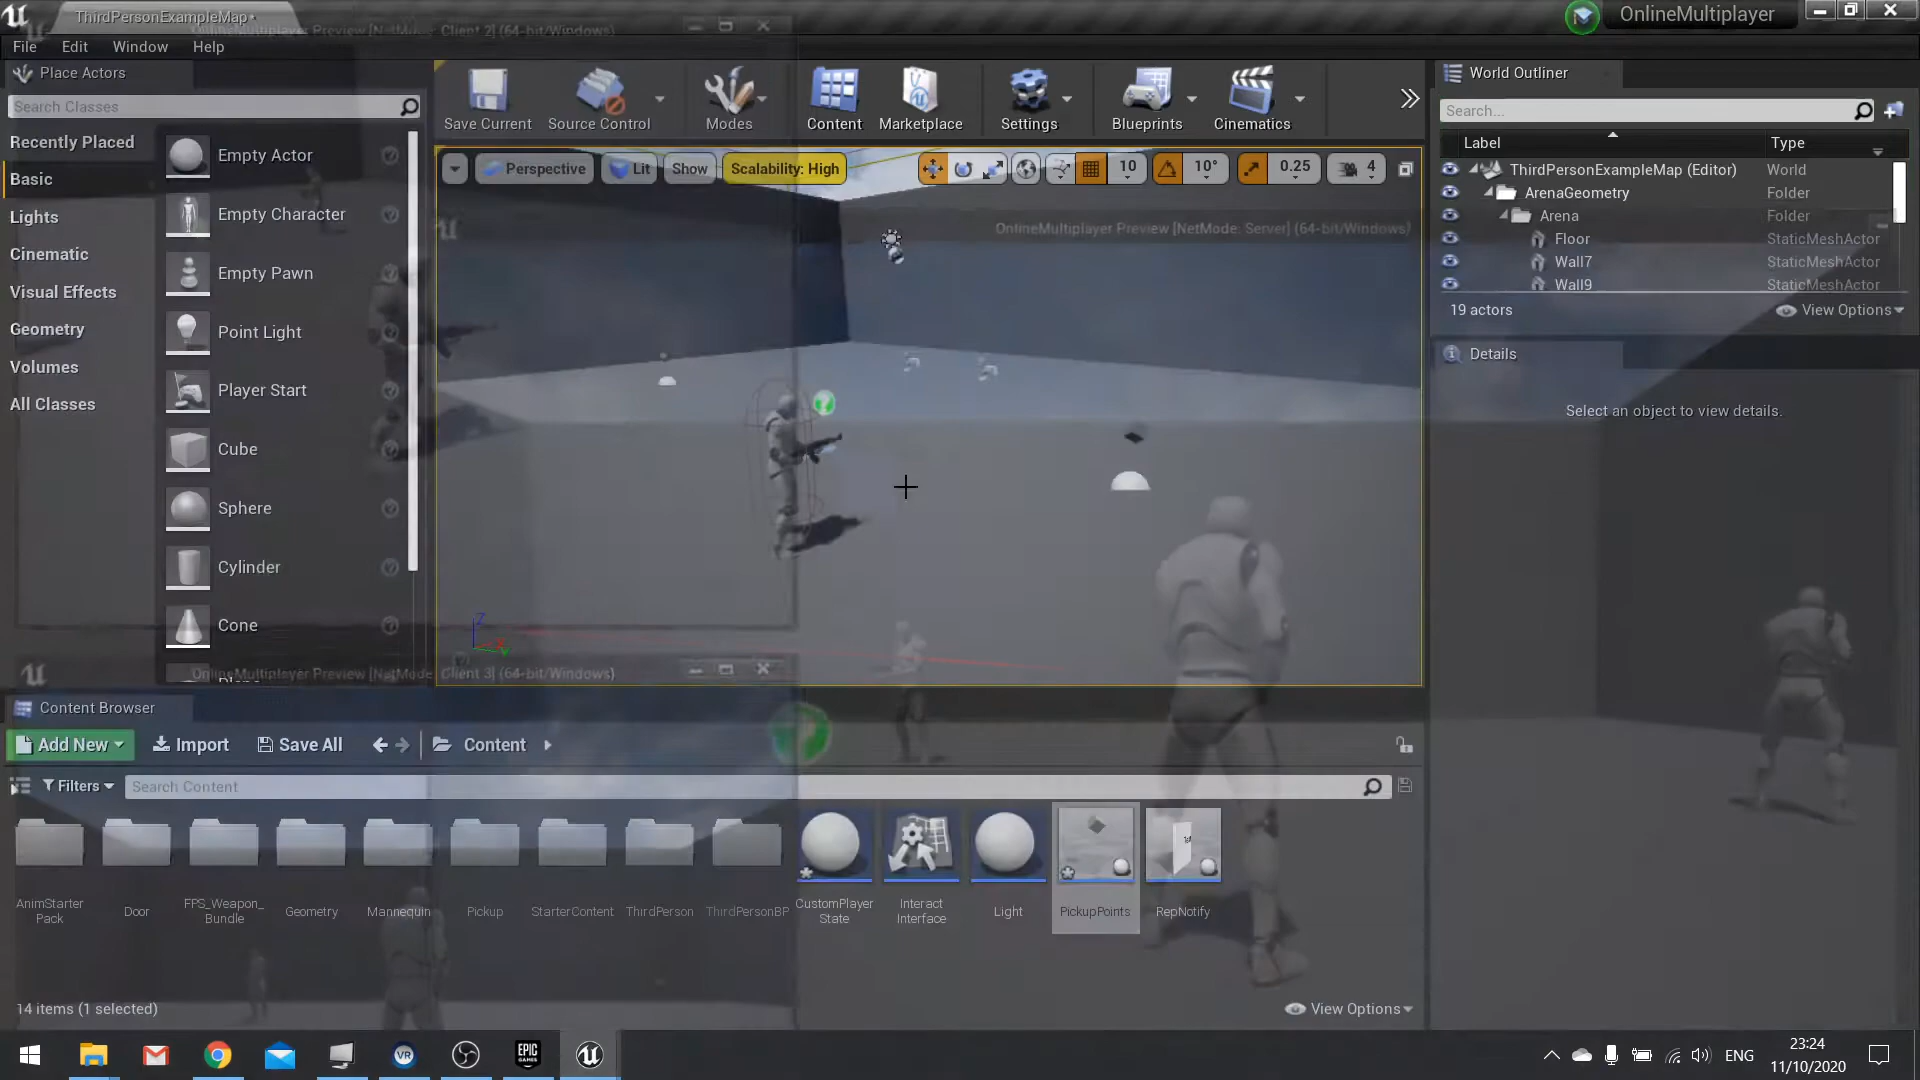 ThirdPersonExampleMap*
OnlineMultiplayer Preview [NetMode: Client 2] (64-bit/Windows)
OnlineMultiplayer
File Edit Window Help
Place Actors
Search Classes
Recently Placed
Basic
Lights
Cinematic
Visual Effects
Geometry
Volumes
All Classes
Empty Actor
Empty Character
Empty Pawn
Point Light
Player Start
Cube
Sphere
Cylinder
Cone
Save Current
Source Control
Modes
Content
Marketplace
Settings
Blueprints
Cinematics
Perspective
Lit
Show
Scalability: High
10
10°
0.25
4
OnlineMultiplayer Preview [NetMode: Server] (64-bit/Windows)
Z
OnlineMultiplayer Preview [NetMode: Client 3] (64-bit/Windows)
World Outliner
Search...
Label Type
ThirdPersonExampleMap (Editor) World
ArenaGeometry Folder
Arena Folder
Floor StaticMeshActor
Wall7 StaticMeshActor
Wall9 StaticMeshActor
19 actors
View Options
Details
Select an object to view details.
Content Browser
Add New
Import
Save All
Content
Filters
Search Content
AnimStarter
Pack
Door
FPS_Weapon_
Bundle
Geometry
Mannequin
Pickup
StarterContent
ThirdPerson
ThirdPersonBP
CustomPlayer
State
Interact
Interface
Light
PickupPoints
RepNotify
14 items (1 selected)
View Options
VR
EPIC
GAMES
ENG
23:24
11/10/2020